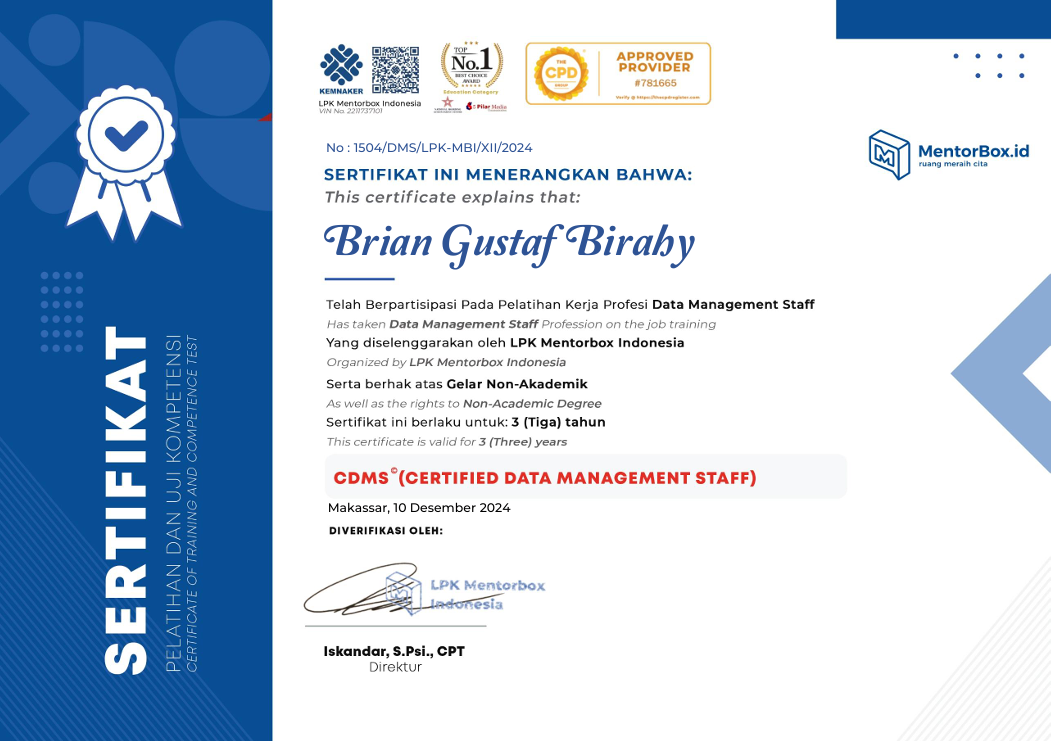 KEMNAKER
LPK Mentorbox Indonesia
VIN No. 2211737101
TOP
No.1
BEST CHOICE
AWARD
Education Category
Pilar Media
THE
CPD
GROUP
APPROVED
PROVIDER
#781665
Verify @ https://thecpdregister.com
MentorBox.id
ruang meraih cita
No : 1504/DMS/LPK-MBI/XII/2024
SERTIFIKAT INI MENERANGKAN BAHWA:
This certificate explains that:
Brian Gustaf Birahy
Telah Berpartisipasi Pada Pelatihan Kerja Profesi Data Management Staff
Has taken Data Management Staff Profession on the job training
Yang diselenggarakan oleh LPK Mentorbox Indonesia
Organized by LPK Mentorbox Indonesia
Serta berhak atas Gelar Non-Akademik
As well as the rights to Non-Academic Degree
Sertifikat ini berlaku untuk: 3 (Tiga) tahun
This certificate is valid for 3 (Three) years
CDMS©(CERTIFIED DATA MANAGEMENT STAFF)
Makassar, 10 Desember 2024
DIVERIFIKASI OLEH:
LPK Mentorbox
Indonesia
Iskandar, S.Psi., CPT
Direktur
SERTIFIKAT
PELATIHAN DAN UJI KOMPETENSI
CERTIFICATE OF TRAINING AND COMPETENCE TEST